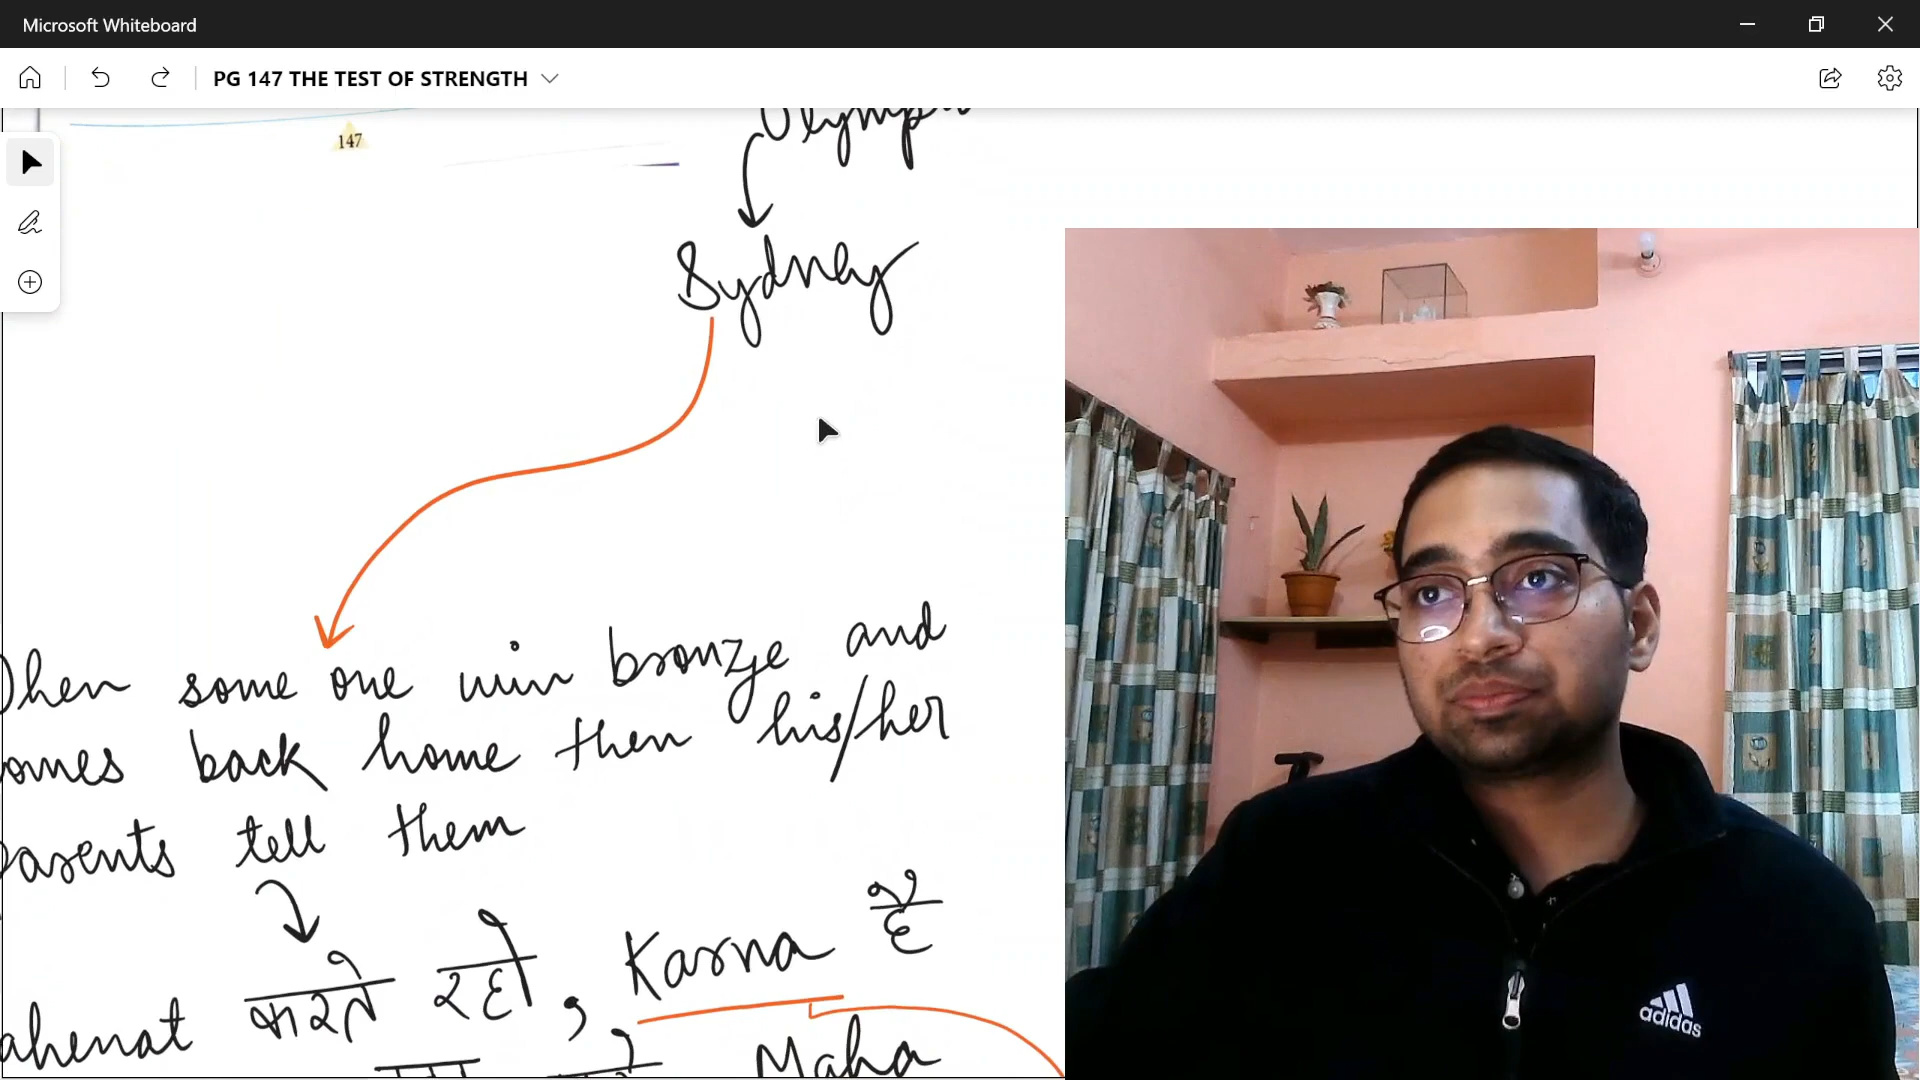 Microsoft Whiteboard
PG 147 THE TEST OF STRENGTH
147
Sydney
some one win bronze and
back home then his/her
tell them
करते रहो, Karna है
Maha
adidas